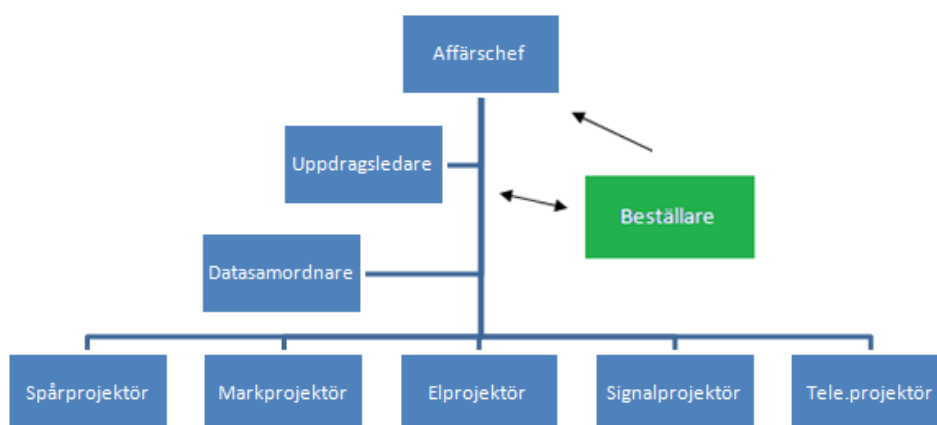 Affärschef
Uppdragsledare
Beställare
Datasamordnare
Spårprojektör
Markprojektör
Elprojektör
Signalprojektör
Tele.projektör